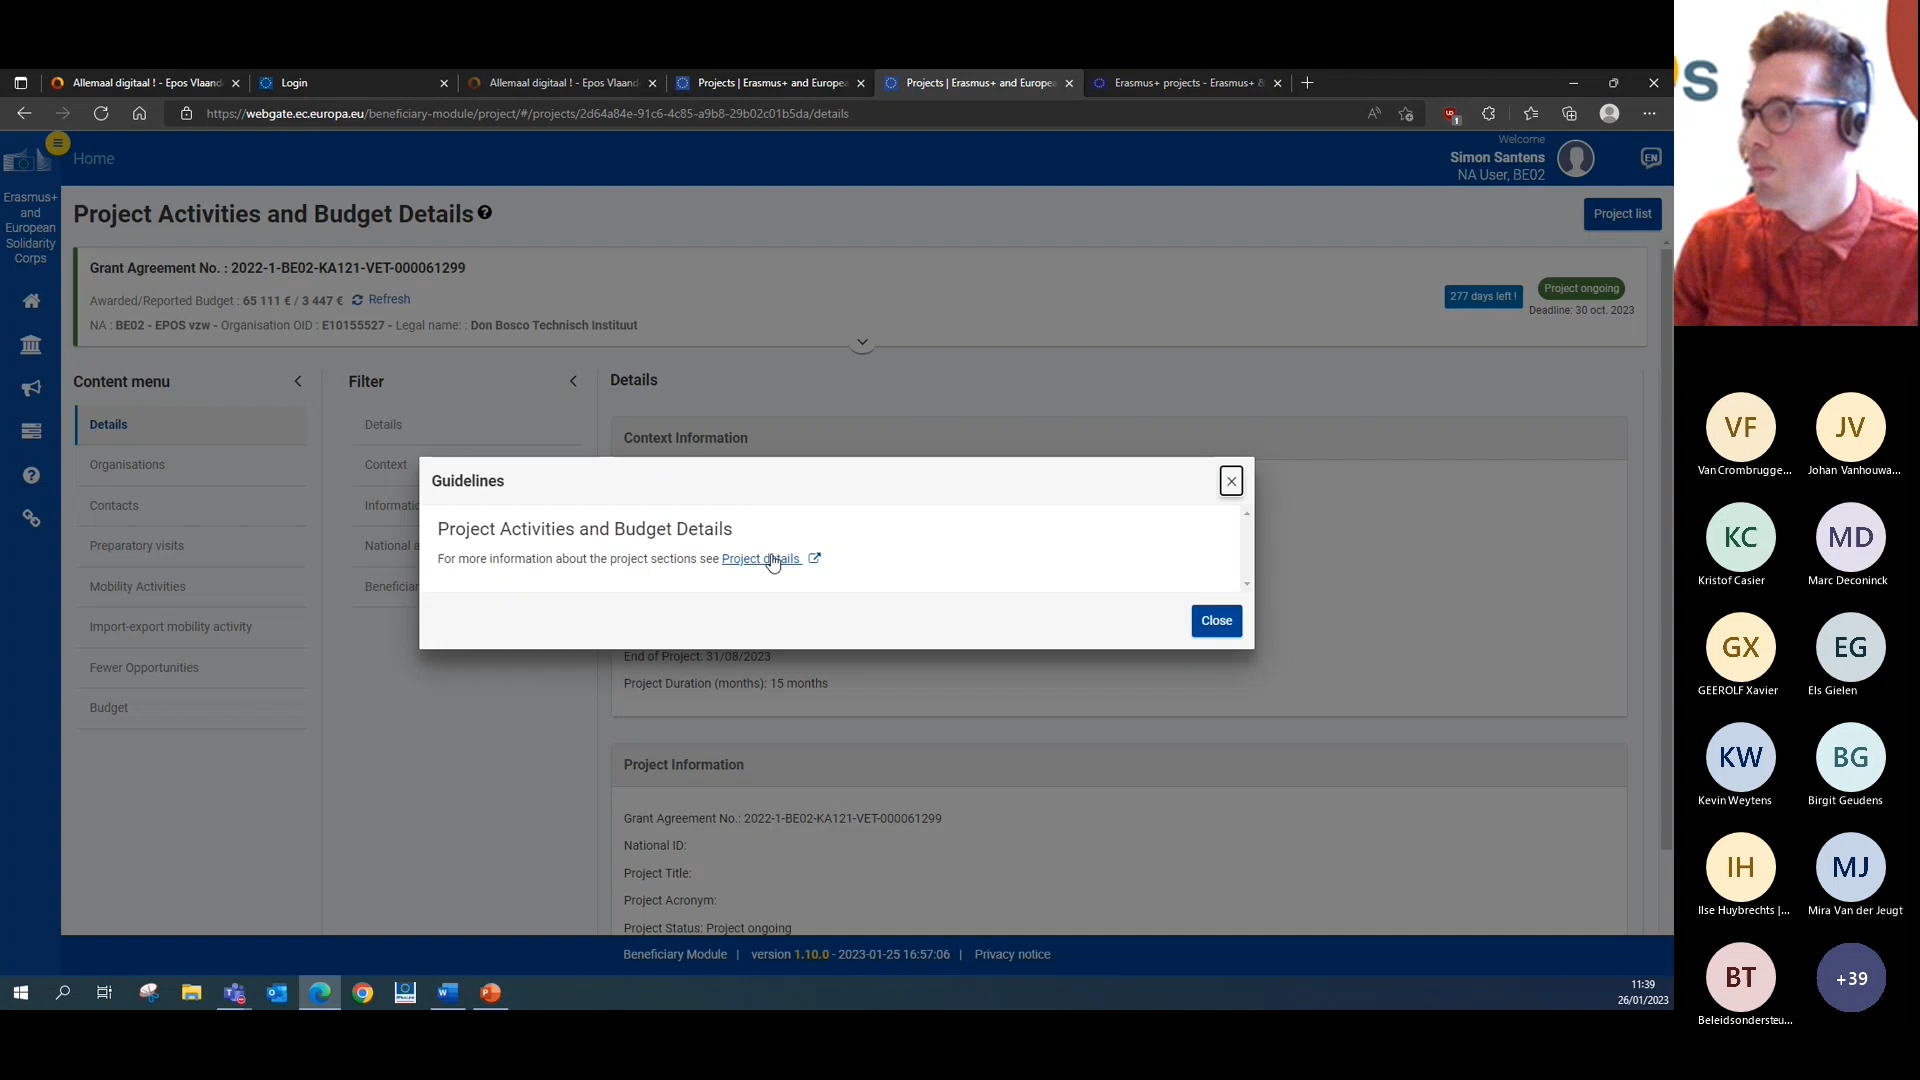 Allemaal digitaal ! - Epos Vlaand
Login
Allemaal digitaal ! - Epos Vlaand
Projects | Erasmus+ and Europea
Projects | Erasmus+ and Europea
Erasmus+ projects - Erasmus+ &
https://webgate.ec.europa.eu/beneficiary-module/project/#/projects/2d64a84e-91c6-4c85-a9b8-29b02c01b5da/details
Home
Welcome
Simon Santens
NA User, BE02
EN
Erasmus+
and
European
Solidarity
Corps
Project Activities and Budget Details
Project list
Grant Agreement No. : 2022-1-BE02-KA121-VET-000061299
Awarded/Reported Budget : 65 111 € / 3 447 € Refresh
NA : BE02 - EPOS vzw - Organisation OID : E10155527 - Legal name: : Don Bosco Technisch Instituut
277 days left !
Project ongoing
Deadline: 30 oct. 2023
Content menu
Details
Organisations
Contacts
Preparatory visits
Mobility Activities
Import-export mobility activity
Fewer Opportunities
Budget
Filter
Details
Context
Informatio
National a
Beneficiar
Details
Context Information
Guidelines
Project Activities and Budget Details
For more information about the project sections see Project details
Close
End of Project: 31/08/2023
Project Duration (months): 15 months
Project Information
Grant Agreement No.: 2022-1-BE02-KA121-VET-000061299
National ID:
Project Title:
Project Acronym:
Project Status: Project ongoing
Beneficiary Module | version 1.10.0 - 2023-01-25 16:57:06 | Privacy notice
11:39
26/01/2023
s
VF
Van Crombrugge...
JV
Johan Vanhouwa...
KC
Kristof Casier
MD
Marc Deconinck
GX
GEEROLF Xavier
EG
Els Gielen
KW
Kevin Weytens
BG
Birgit Geudens
IH
Ilse Huybrechts |...
MJ
Mira Van der Jeugt
BT
Beleidsondersteu...
+39